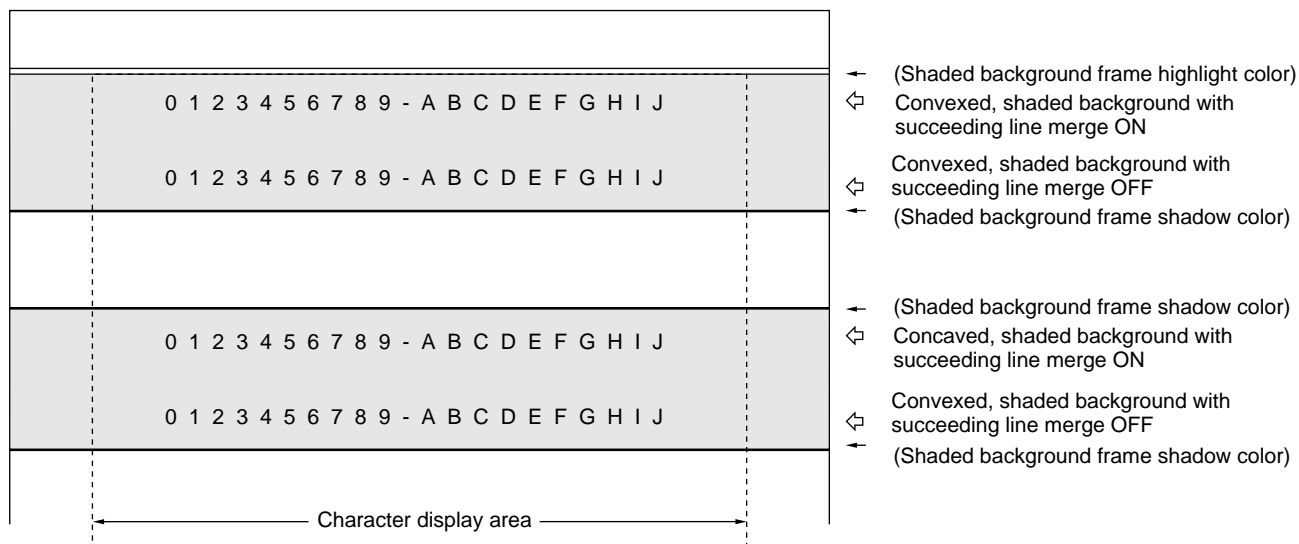 (Shaded background frame highlight color)
0 1 2 3 4 5 6 7 8 9 - A B C D E F G H I J
Convexed, shaded background with
succeeding line merge ON
0 1 2 3 4 5 6 7 8 9 - A B C D E F G H I J
Convexed, shaded background with
succeeding line merge OFF
(Shaded background frame shadow color)
(Shaded background frame shadow color)
0 1 2 3 4 5 6 7 8 9 - A B C D E F G H I J
Concaved, shaded background with
succeeding line merge ON
0 1 2 3 4 5 6 7 8 9 - A B C D E F G H I J
Convexed, shaded background with
succeeding line merge OFF
(Shaded background frame shadow color)
Character display area